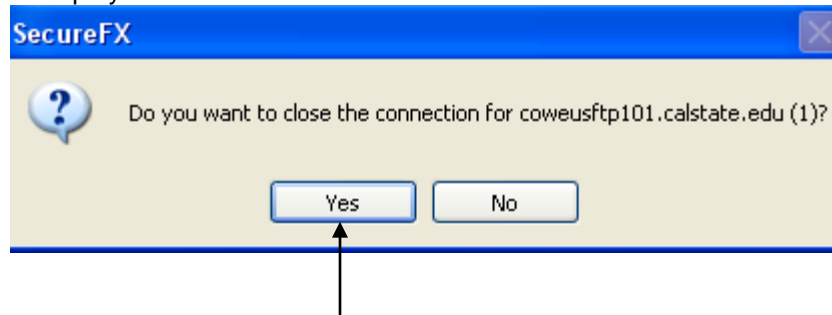 SecureFX
Do you want to close the connection for coweusftp101.calstate.edu (1)?
Yes No